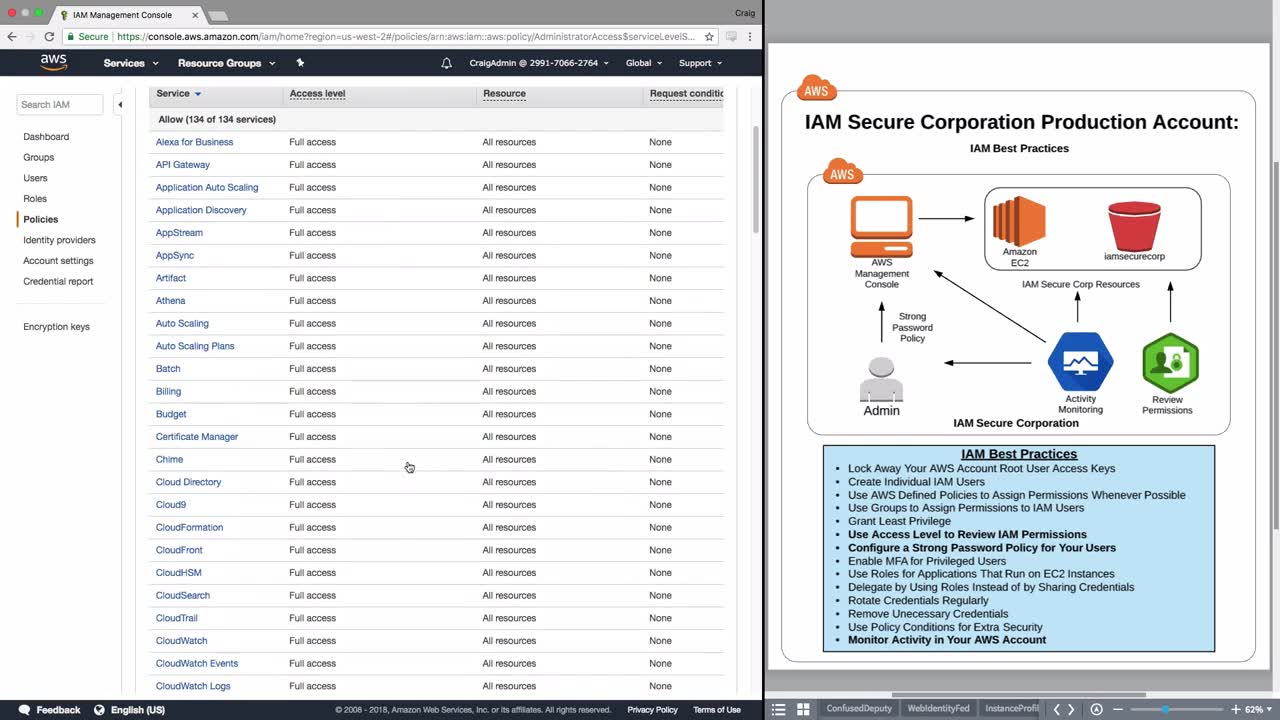 IAM Management Console
Craig
Secure | https://console.aws.amazon.com/iam/home?region=us-west-2#/policies/arn:aws:iam::aws:policy/AdministratorAccess$serviceLevelS...
aws Services Resource Groups CraigAdmin @ 2991-7066-2764 Global Support
Search IAM
Dashboard
Groups
Users
Roles
Policies
Identity providers
Account settings
Credential report
Encryption keys
Service Access level Resource Request conditic
Allow (134 of 134 services)
Alexa for Business Full access All resources None
API Gateway Full access All resources None
Application Auto Scaling Full access All resources None
Application Discovery Full access All resources None
AppStream Full access All resources None
AppSync Full access All resources None
Artifact Full access All resources None
Athena Full access All resources None
Auto Scaling Full access All resources None
Auto Scaling Plans Full access All resources None
Batch Full access All resources None
Billing Full access All resources None
Budget Full access All resources None
Certificate Manager Full access All resources None
Chime Full access All resources None
Cloud Directory Full access All resources None
Cloud9 Full access All resources None
CloudFormation Full access All resources None
CloudFront Full access All resources None
CloudHSM Full access All resources None
CloudSearch Full access All resources None
CloudTrail Full access All resources None
CloudWatch Full access All resources None
CloudWatch Events Full access All resources None
CloudWatch Logs Full access All resources None
Feedback English (US) © 2008 - 2018, Amazon Web Services, Inc. or its affiliates. All rights reserved. Privacy Policy Terms of Use
AWS
IAM Secure Corporation Production Account:
IAM Best Practices
AWS
AWS
Management
Console
Amazon
EC2
iamsecurecorp
IAM Secure Corp Resources
Strong
Password
Policy
Admin
Activity
Monitoring
Review
Permissions
IAM Secure Corporation
IAM Best Practices
• Lock Away Your AWS Account Root User Access Keys
• Create Individual IAM Users
• Use AWS Defined Policies to Assign Permissions Whenever Possible
• Use Groups to Assign Permissions to IAM Users
• Grant Least Privilege
• Use Access Level to Review IAM Permissions
• Configure a Strong Password Policy for Your Users
• Enable MFA for Privileged Users
• Use Roles for Applications That Run on EC2 Instances
• Delegate by Using Roles Instead of by Sharing Credentials
• Rotate Credentials Regularly
• Remove Unecessary Credentials
• Use Policy Conditions for Extra Security
• Monitor Activity in Your AWS Account
ConfusedDeputy WebIdentityFed InstanceProfi 62%